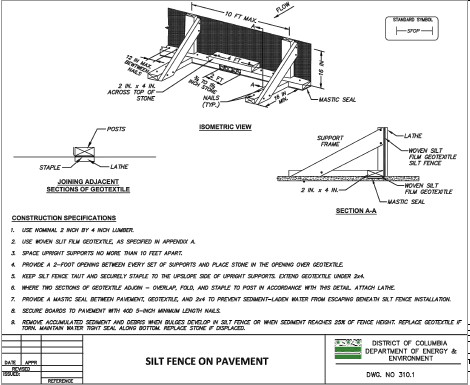 FLOW
10 FT MAX.
STANDARD SYMBOL
SFOP
12 IN MAX.
BEWTWEEN
NAILS
4 FT
2 FT
2 IN. x 4 IN.
ACROSS TOP OF
STONE
INCH STONE
NAILS
(TYP.)
16 IN
MIN.
MASTIC SEAL
ISOMETRIC VIEW
POSTS
STAPLE
LATHE
JOINING ADJACENT
SECTIONS OF GEOTEXTILE
SUPPORT
FRAME
LATHE
WOVEN SLIT
FILM GEOTEXTILE
SILT FENCE
2 IN. x 4 IN.
WOVEN SLIT
FILM GEOTEXTILE
MASTIC SEAL
SECTION A-A
CONSTRUCTION SPECIFICATIONS
1. USE NOMINAL 2 INCH BY 4 INCH LUMBER.
2. USE WOVEN SLIT FILM GEOTEXTILE, AS SPECIFIED IN APPENDIX A.
3. SPACE UPRIGHT SUPPORTS NO MORE THAN 10 FEET APART.
4. PROVIDE A 2-FOOT OPENING BETWEEN EVERY SET OF SUPPORTS AND PLACE STONE IN THE OPENING OVER GEOTEXTILE.
5. KEEP SILT FENCE TAUT AND SECURELY STAPLE TO THE UPSLOPE SIDE OF UPRIGHT SUPPORTS. EXTEND GEOTEXTILE UNDER 2x4.
6. WHERE TWO SECTIONS OF GEOTEXTILE ADJOIN - OVERLAP, FOLD, AND STAPLE TO POST IN ACCORDANCE WITH THIS DETAIL. ATTACH LATHE.
7. PROVIDE A MASTIC SEAL BETWEEN PAVEMENT, GEOTEXTILE, AND 2x4 TO PREVENT SEDIMENT-LADEN WATER FROM ESCAPING BENEATH SILT FENCE INSTALLATION.
8. SECURE BOARDS TO PAVEMENT WITH 40D 5-INCH MINIMUM LENGTH NAILS.
9. REMOVE ACCUMULATED SEDIMENT AND DEBRIS WHEN BULGES DEVELOP IN SILT FENCE OR WHEN SEDIMENT REACHES 25% OF FENCE HEIGHT. REPLACE GEOTEXTILE IF
TORN. MAINTAIN WATER TIGHT SEAL ALONG BOTTOM. REPLACE STONE IF DISPLACED.
DATE APPR
REVISED
ISSUED:
REFERENCE
SILT FENCE ON PAVEMENT
DISTRICT OF COLUMBIA
DEPARTMENT OF ENERGY &
ENVIRONMENT
DWG. NO 310.1